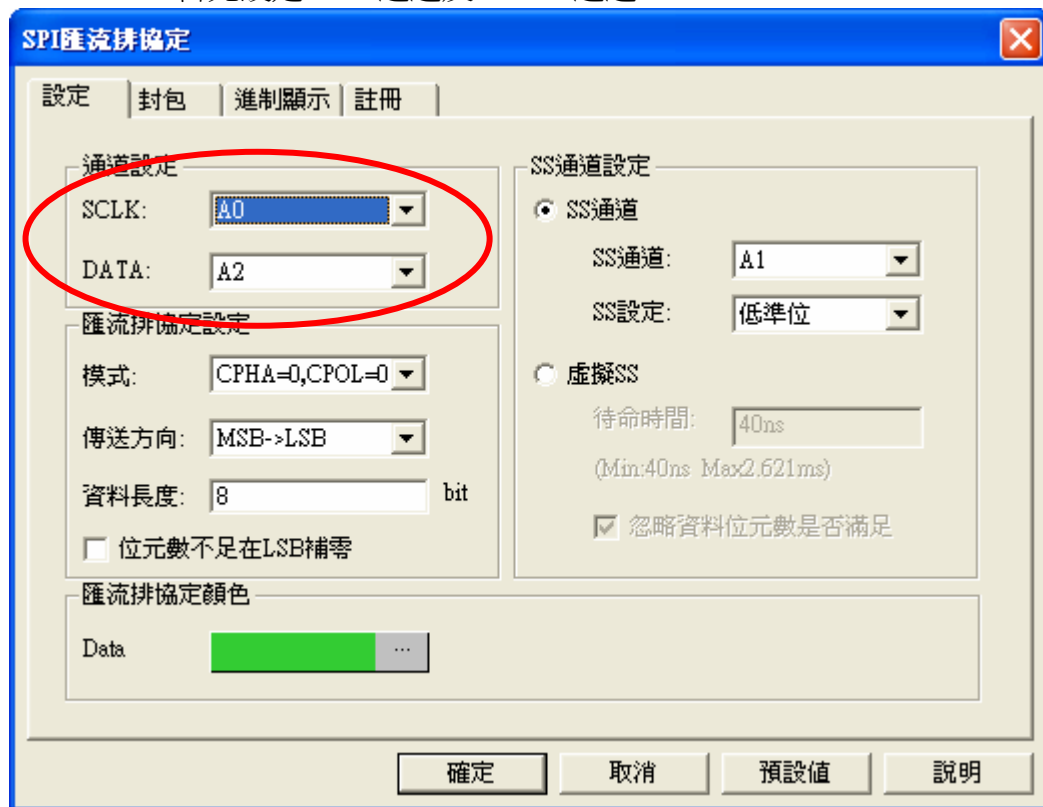 SPI匯流排協定
設定 封包 進制顯示 註冊
通道設定
SCLK: A0
DATA: A2
匯流排協定設定
模式: CPHA=0,CPOL=0
傳送方向: MSB->LSB
資料長度: 8 bit
位元數不足在LSB補零
SS通道設定
SS通道
SS通道: A1
SS設定: 低準位
虛擬SS
待命時間: 40ns
(Min:40ns Max2.621ms)
忽略資料位元數是否滿足
匯流排協定顏色
Data ...
確定 取消 預設值 說明